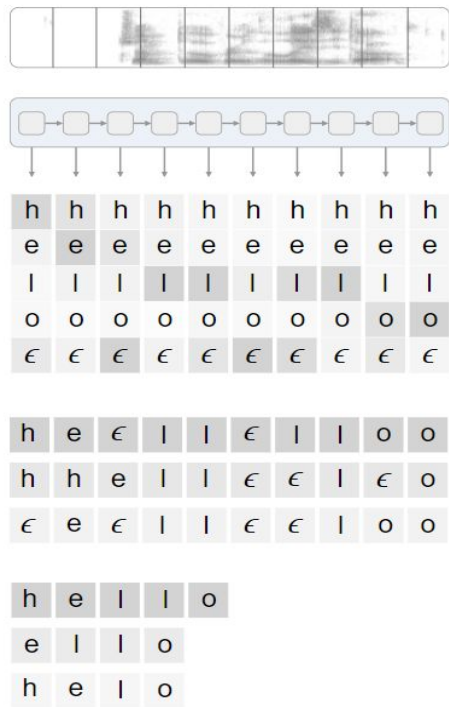 h h h h h h h h h h
e e e e e e e e e e
l l l l l l l l l l
o o o o o o o o o o
ϵ ϵ ϵ ϵ ϵ ϵ ϵ ϵ ϵ ϵ
h e ϵ l l ϵ l l o o
h h e l l ϵ ϵ l ϵ o
ϵ e ϵ l l ϵ ϵ l o o
h e l l o
e l l o
h e l o